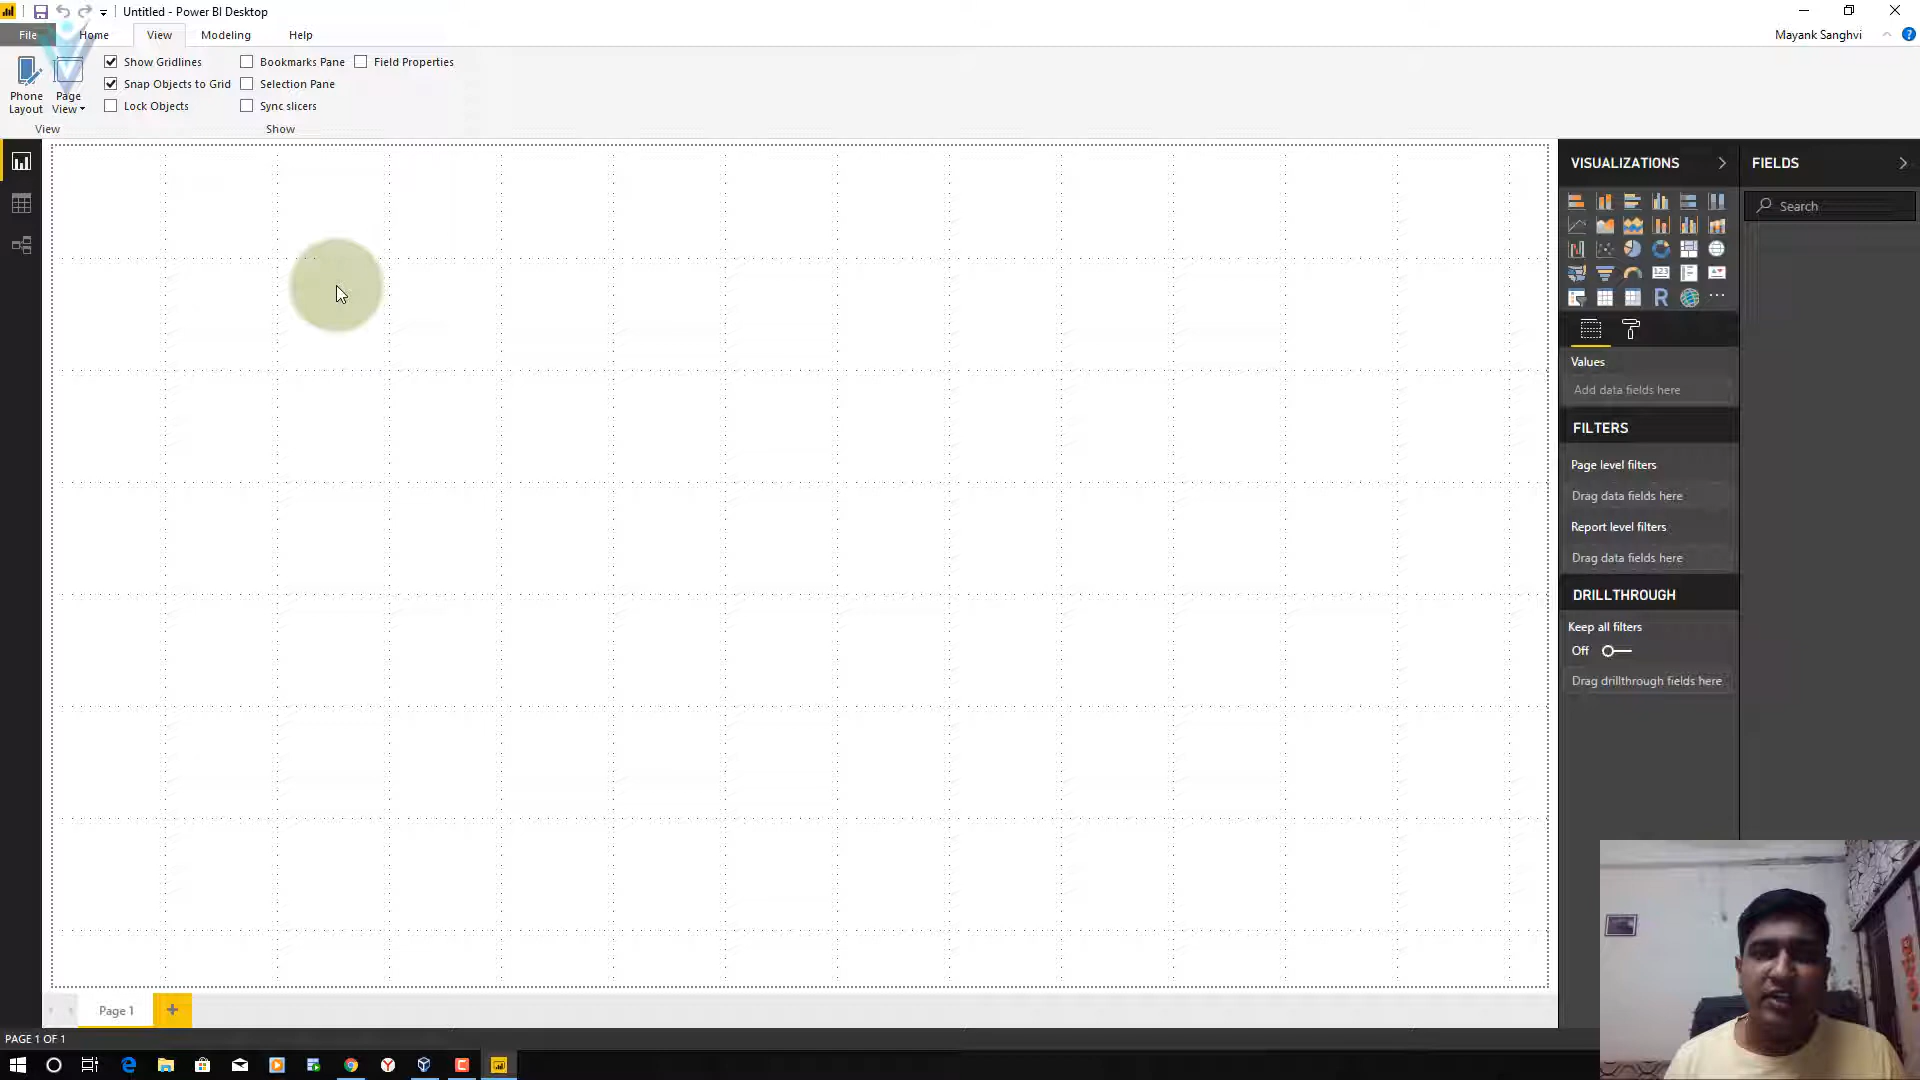 Untitled - Power BI Desktop
File Home View Modeling Help Mayank Sanghvi
Show Gridlines Bookmarks Pane Field Properties
Snap Objects to Grid Selection Pane
Lock Objects Sync slicers
Phone Layout
Page View
View Show
VISUALIZATIONS
FIELDS
Search
Values
Add data fields here
FILTERS
Page level filters
Drag data fields here
Report level filters
Drag data fields here
DRILLTHROUGH
Keep all filters
Off
Drag drillthrough fields here
Page 1
PAGE 1 OF 1